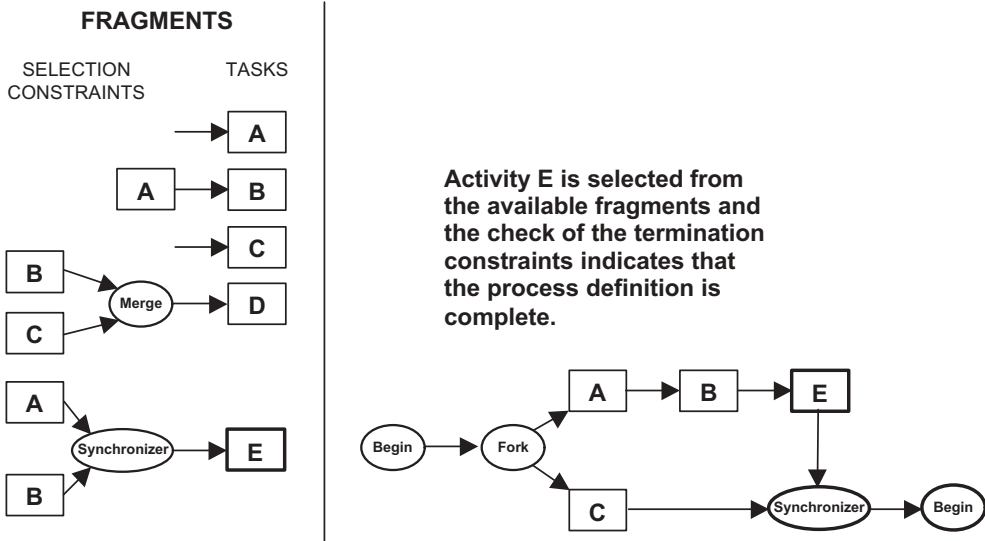 FRAGMENTS
SELECTION
CONSTRAINTS
TASKS
A
A
B
C
B
Merge
D
C
A
Synchronizer
E
B
Activity E is selected from
the available fragments and
the check of the termination
constraints indicates that
the process definition is
complete.
A
B
E
Begin
Fork
C
Synchronizer
Begin